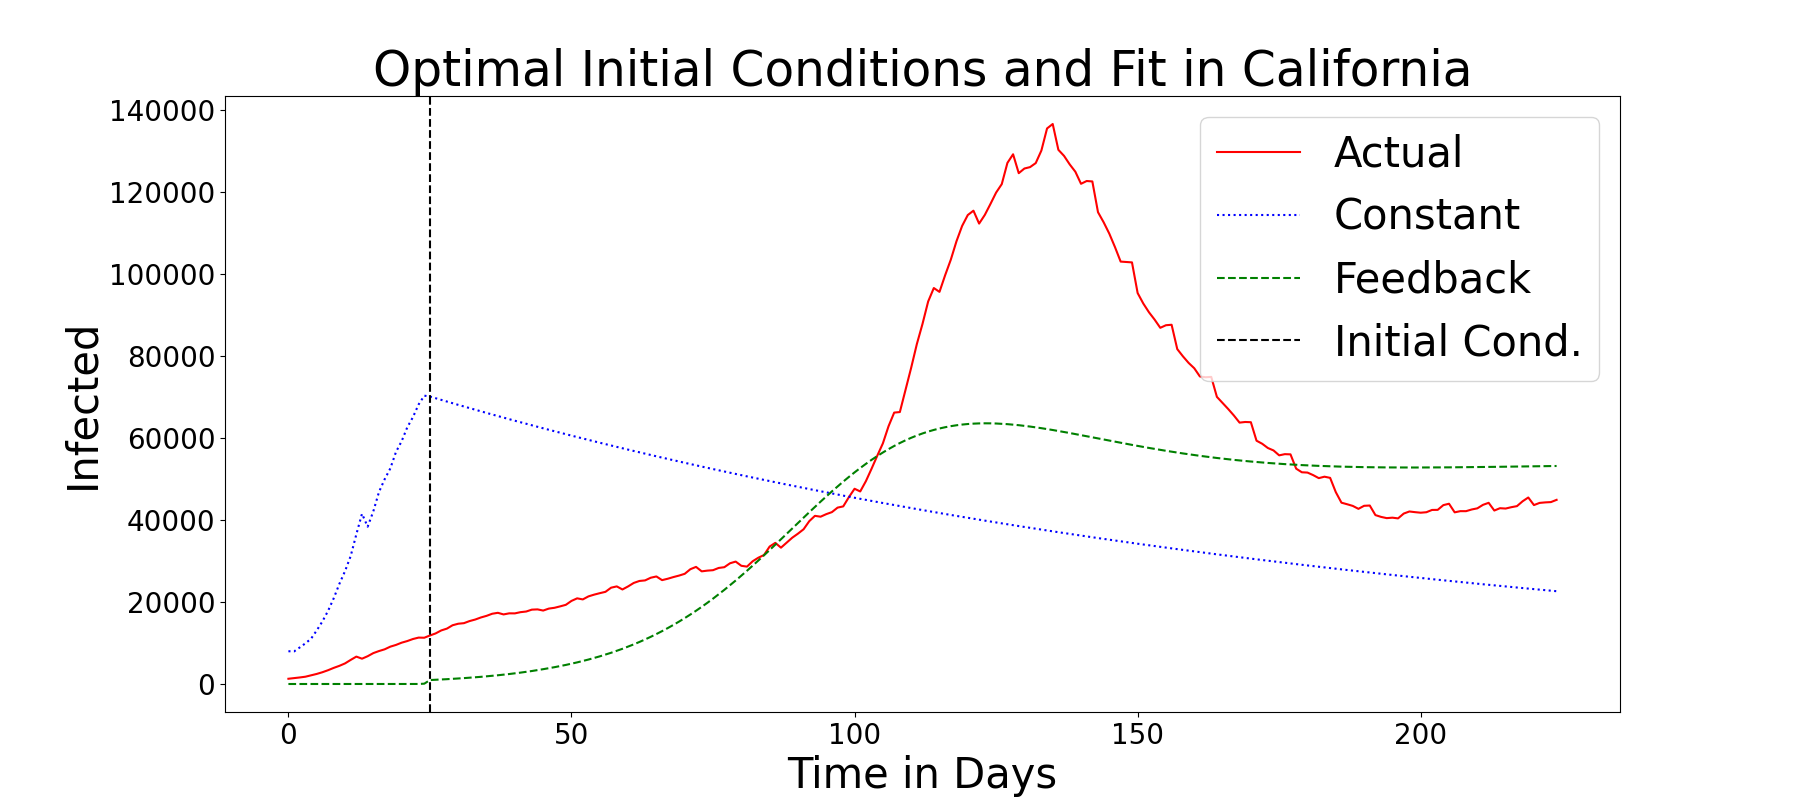 Optimal Initial Conditions and Fit in California
140000
120000
100000
80000
60000
40000
20000
0
Infected
Actual
Constant
Feedback
Initial Cond.
0 50 100 150 200
Time in Days